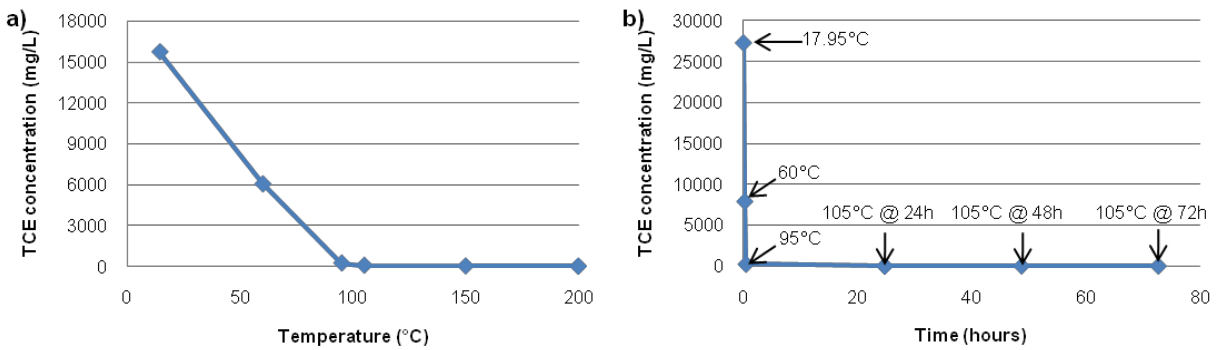 a)
TCE concentration (mg/L)
18000
15000
12000
9000
6000
3000
0
0 50 100 150 200
Temperature (°C)
b)
TCE concentration (mg/L)
30000
25000
20000
15000
10000
5000
0
17.95°C
60°C
95°C
105°C @ 24h 105°C @ 48h 105°C @ 72h
0 20 40 60 80
Time (hours)